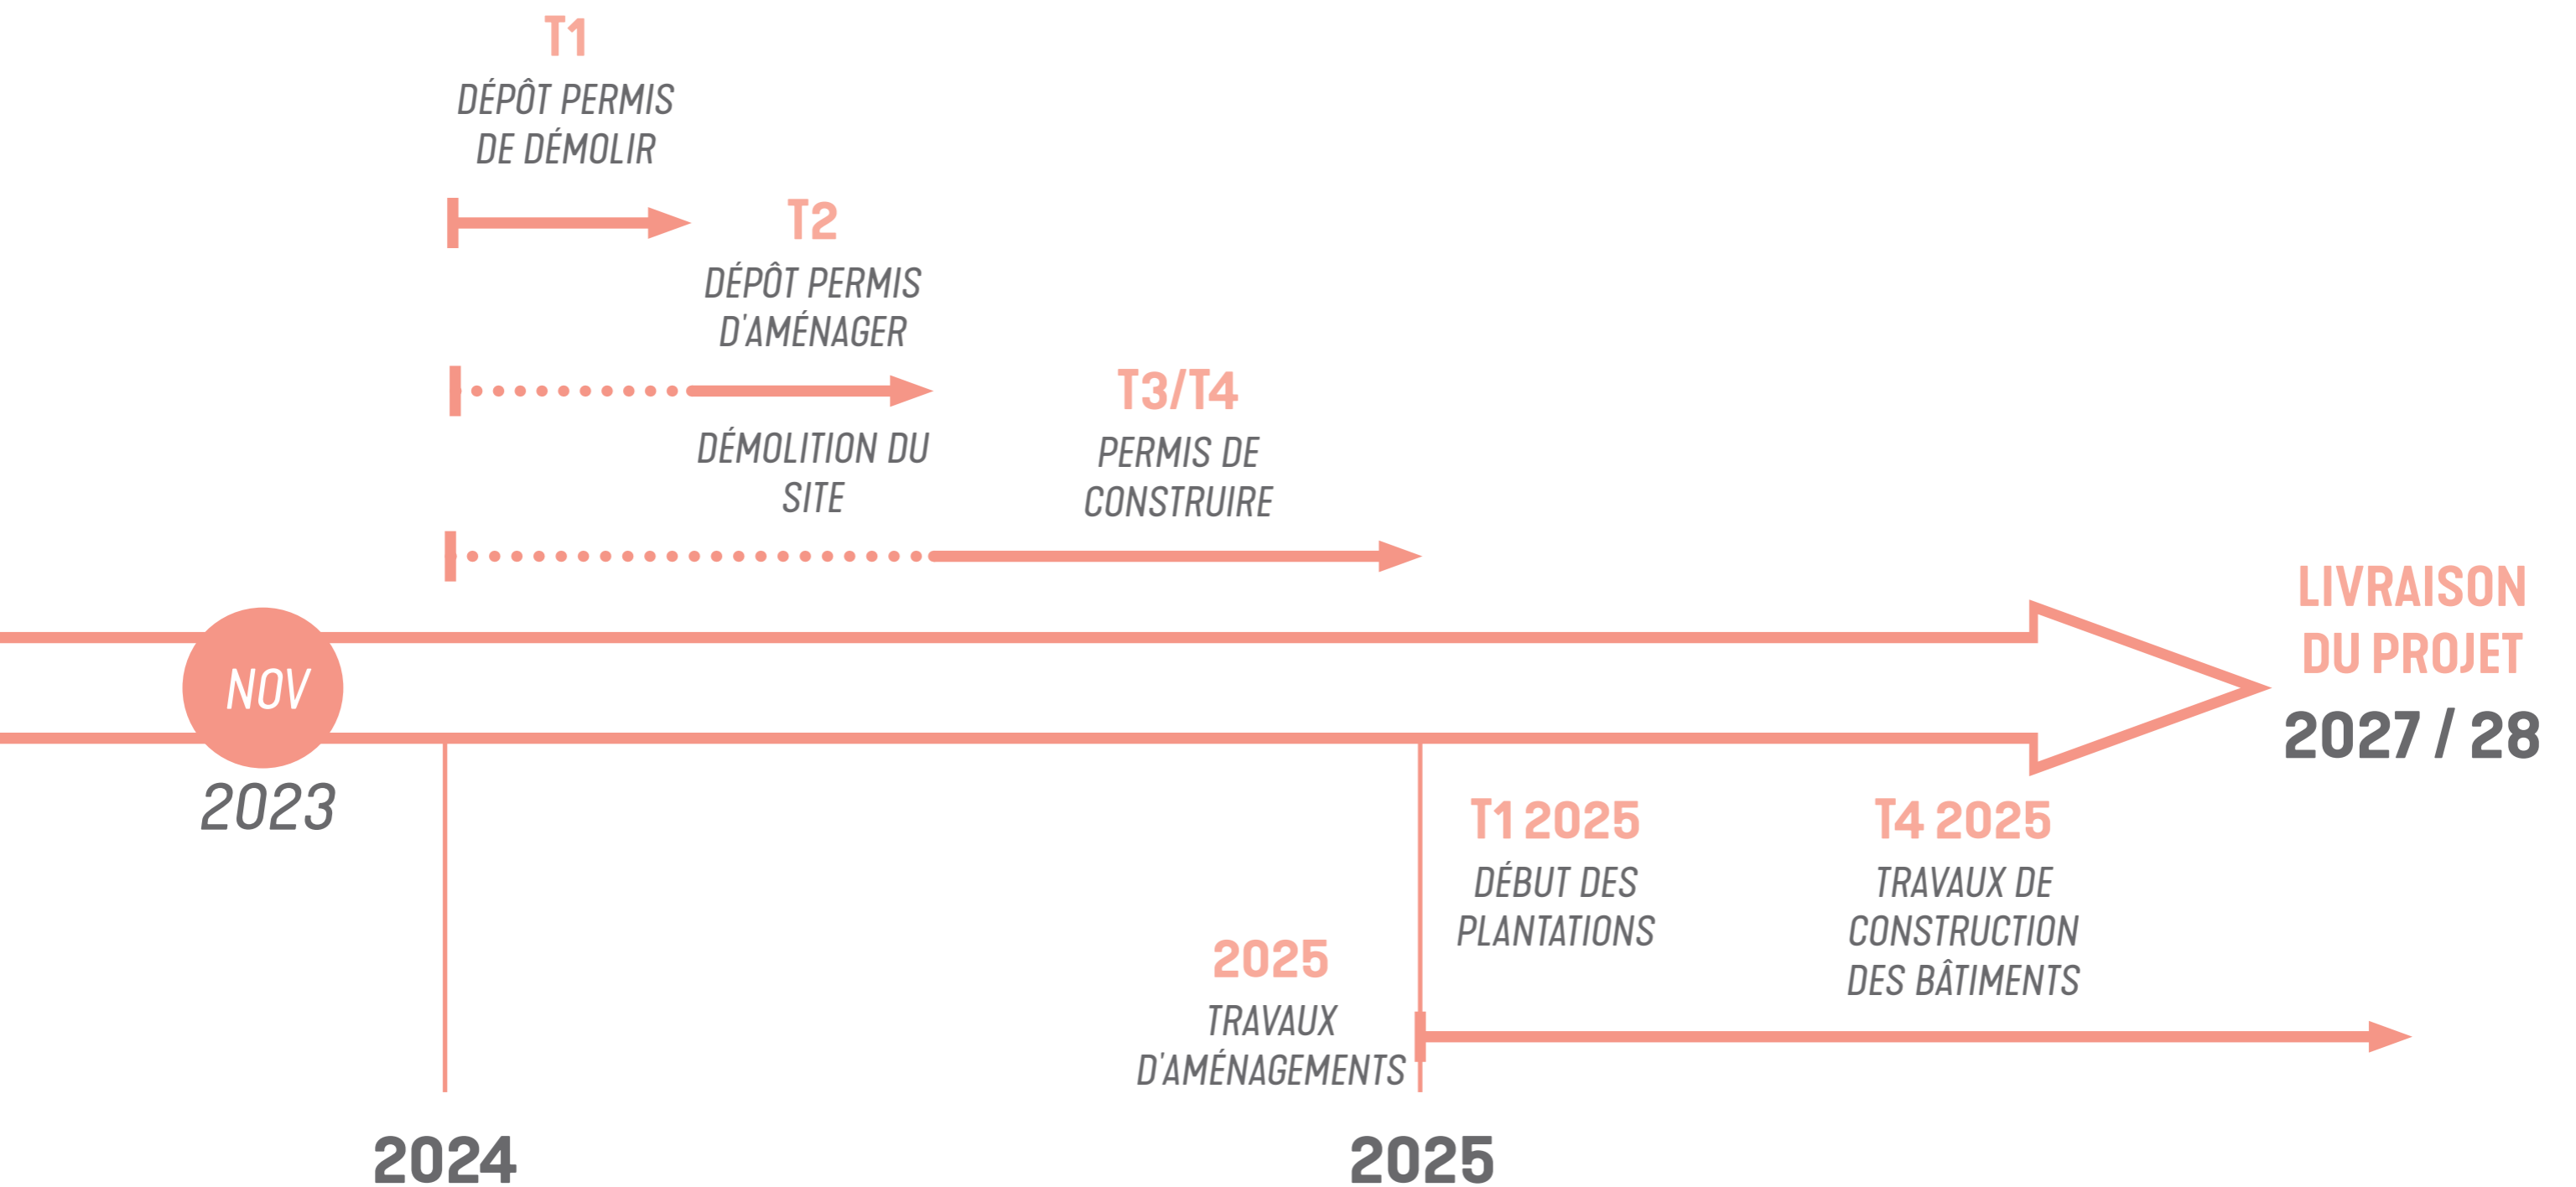 T1
DÉPÔT PERMIS
DE DÉMOLIR
T2
DÉPÔT PERMIS
D'AMÉNAGER
DÉMOLITION DU
SITE
T3/T4
PERMIS DE
CONSTRUIRE
NOV
2023
LIVRAISON
DU PROJET
2027 / 28
2025
TRAVAUX
D'AMÉNAGEMENTS
T1 2025
DÉBUT DES
PLANTATIONS
T4 2025
TRAVAUX DE
CONSTRUCTION
DES BÂTIMENTS
2024
2025